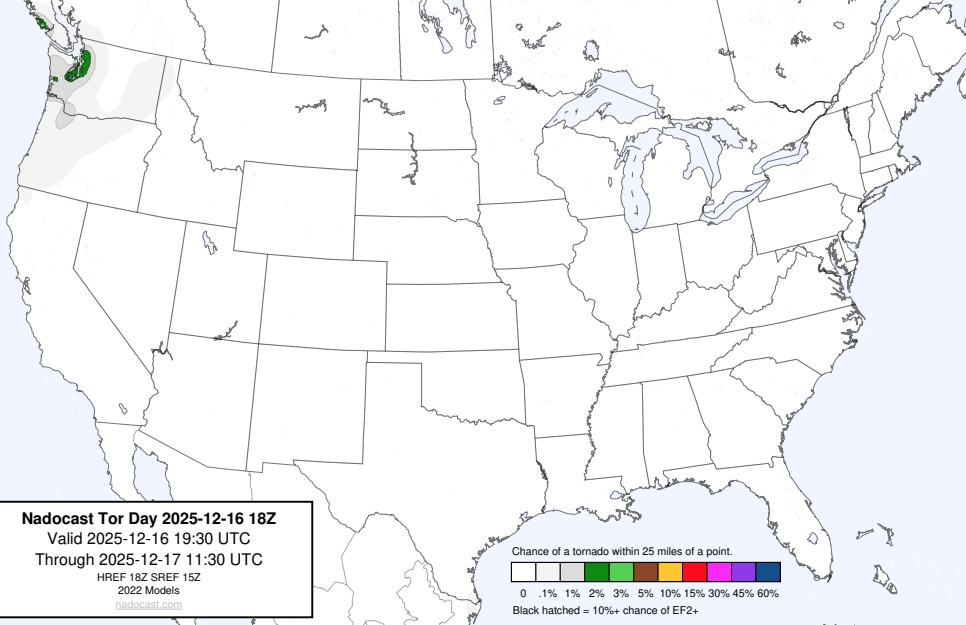 Nadocast Tor Day 2025-12-16 18Z
Valid 2025-12-16 19:30 UTC
Through 2025-12-17 11:30 UTC
HREF 18Z SREF 15Z
2022 Models
nadocast.com
Chance of a tornado within 25 miles of a point.
0 .1% 1% 2% 3% 5% 10% 15% 30% 45% 60%
Black hatched = 10%+ chance of EF2+